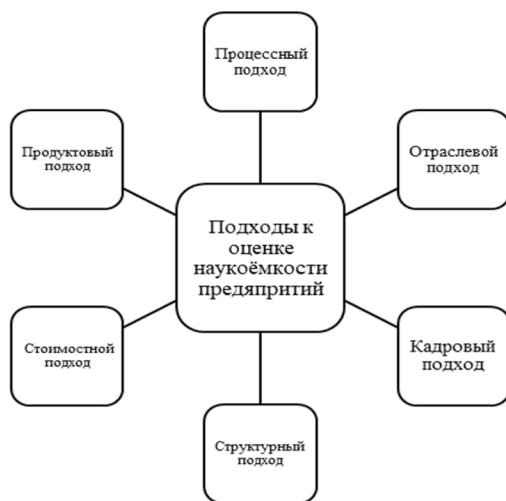 Процессный
подход
Продуктовый
подход
Отраслевой
подход
Подходы к
оценке
наукоёмкости
предяпритий
Стоимостной
подход
Кадровый
подход
Структурный
подход